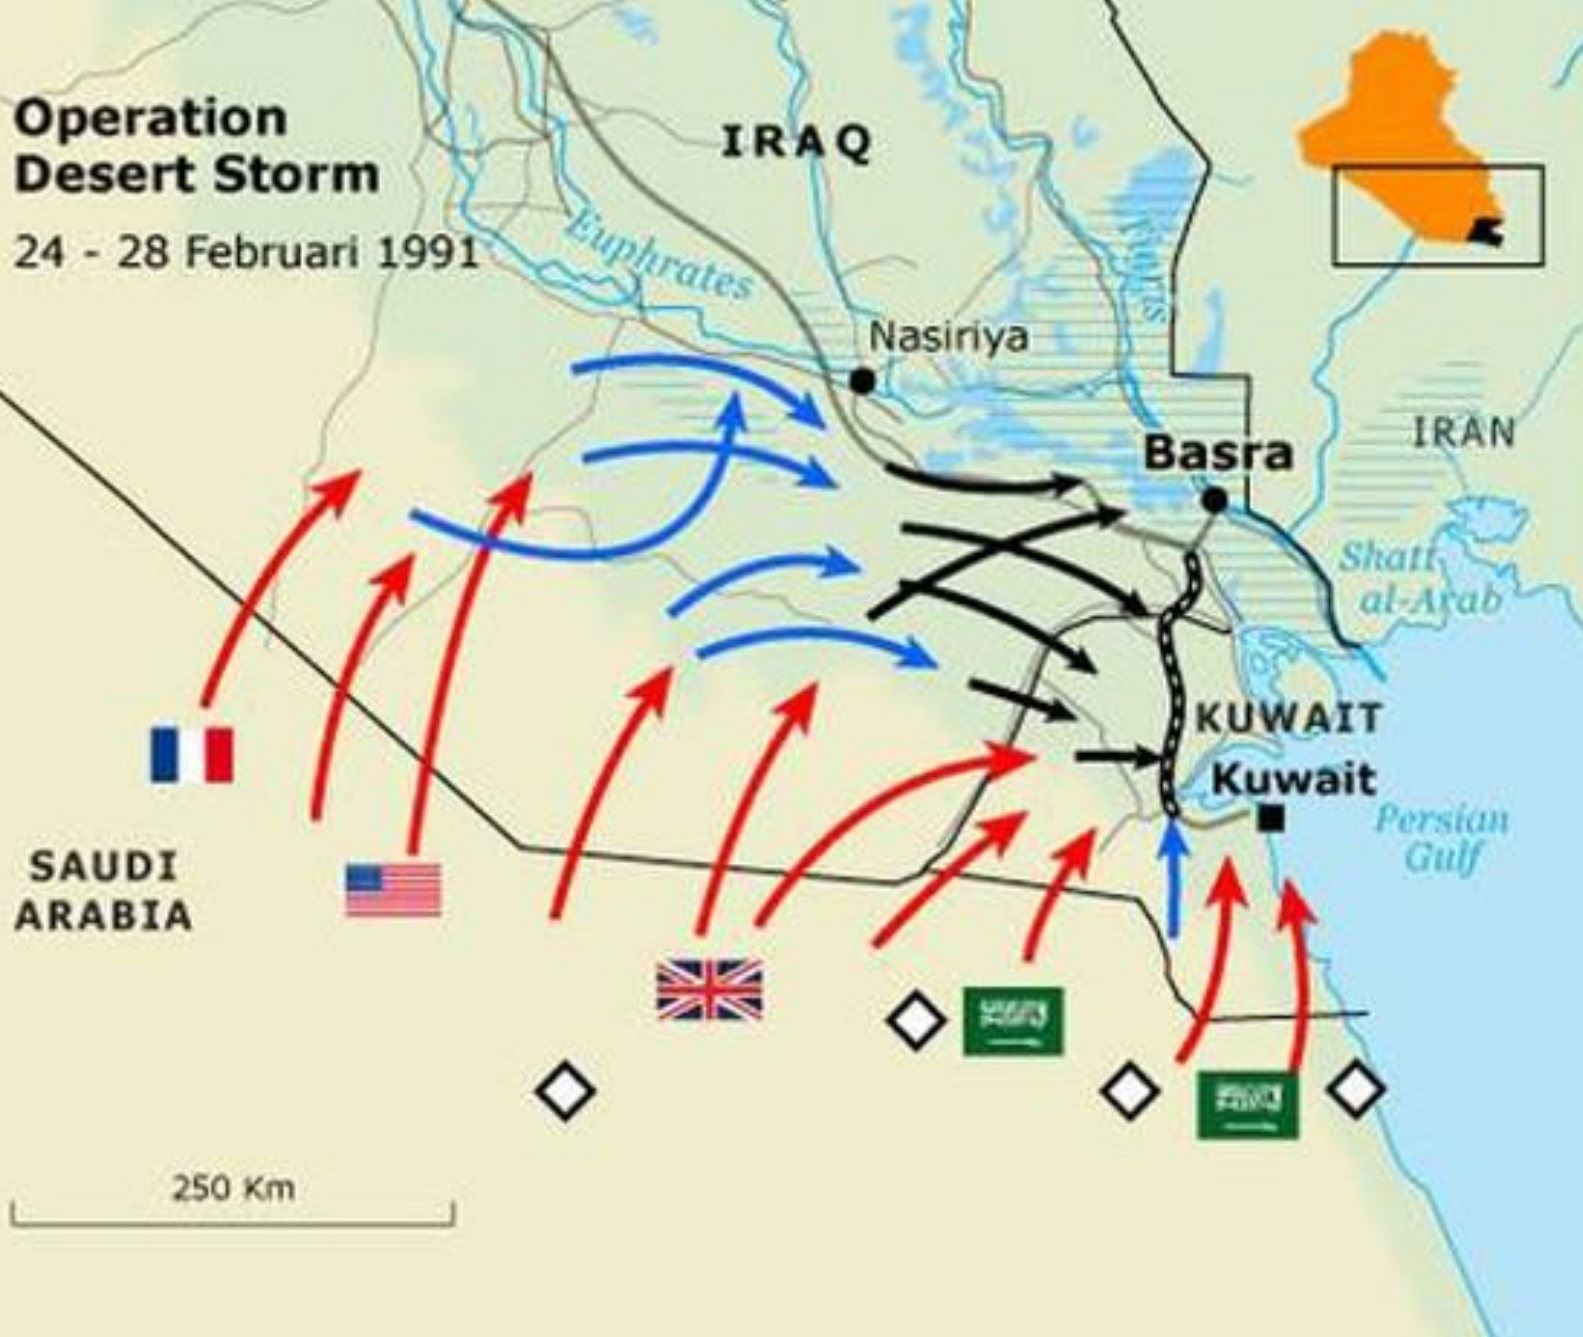 Operation
Desert Storm
24 - 28 Februari 1991
IRAQ
Euphrates
Nasiriya
Basra
IRAN
Shatt
al-Arab
KUWAIT
Kuwait
Persian
Gulf
SAUDI
ARABIA
250 Km